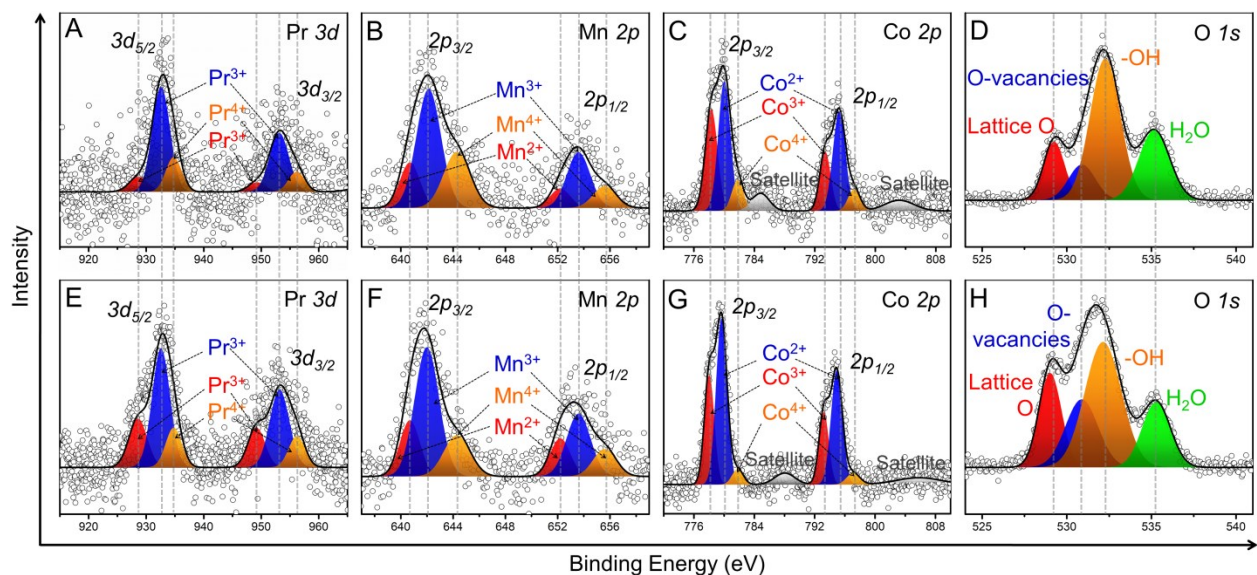 A
Pr 3d
3d5/2
Pr3+
3d3/2
Pr4+
Pr3+
920 930 940 950 960
B
Mn 2p
2p3/2
Mn3+
2p1/2
Mn4+
Mn2+
640 644 648 652 656
C
Co 2p
2p3/2
Co2+
2p1/2
Co3+
Co4+
Satellite
Satellite
776 784 792 800 808
D
O 1s
-OH
O-vacancies
Lattice O
H2O
525 530 535 540
E
Pr 3d
3d5/2
Pr3+
3d3/2
Pr3+
Pr4+
920 930 940 950 960
F
Mn 2p
2p3/2
Mn3+
2p1/2
Mn4+
Mn2+
640 644 648 652 656
G
Co 2p
2p3/2
Co2+
2p1/2
Co3+
Co4+
Satellite
Satellite
776 784 792 800 808
H
O 1s
O-
vacancies
-OH
Lattice
O
H2O
525 530 535 540
Intensity
Binding Energy (eV)